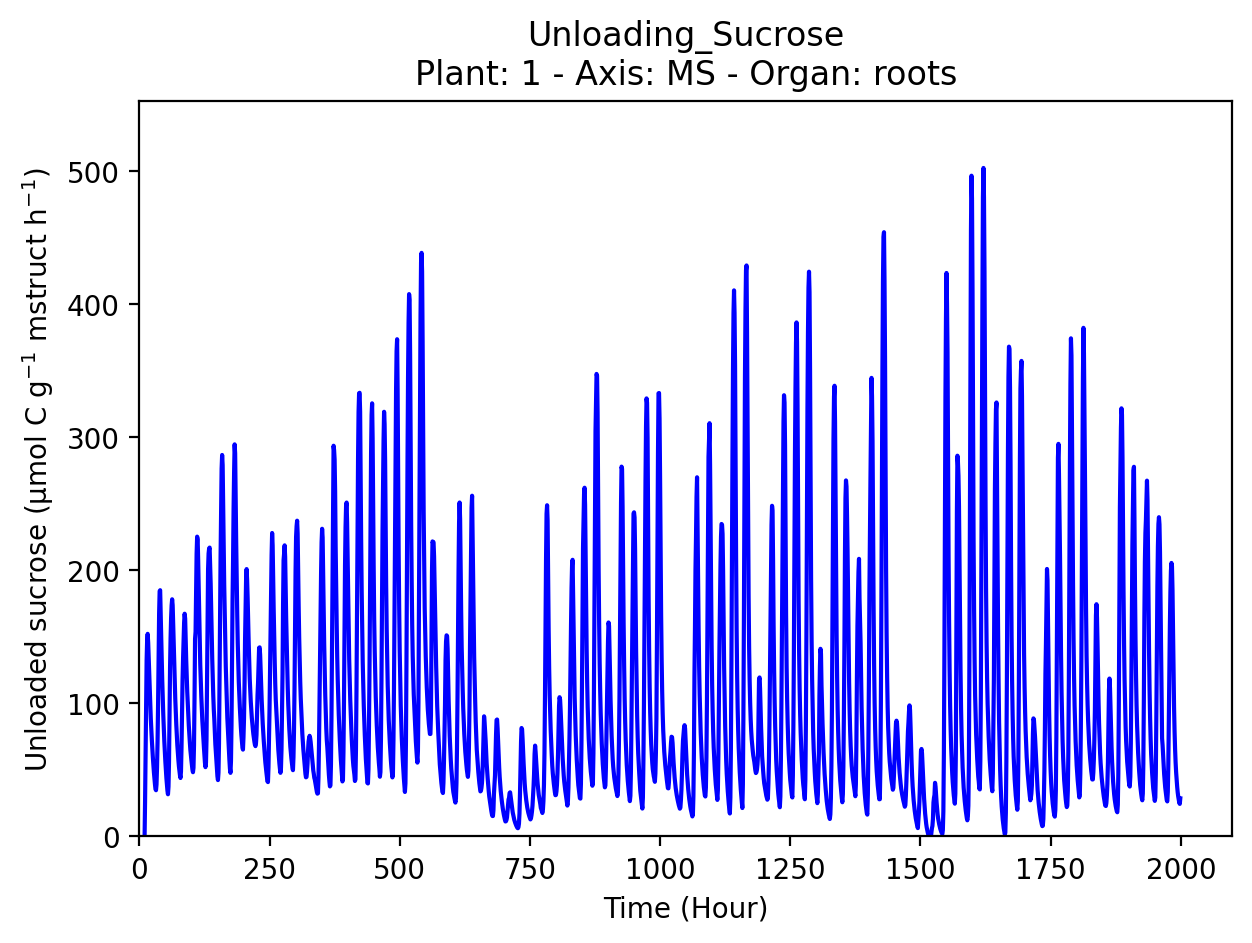 Unloading_Sucrose
Plant: 1 - Axis: MS - Organ: roots
Unloaded sucrose (µmol C g⁻¹ mstruct h⁻¹)
500
400
300
200
100
0
0 250 500 750 1000 1250 1500 1750 2000
Time (Hour)